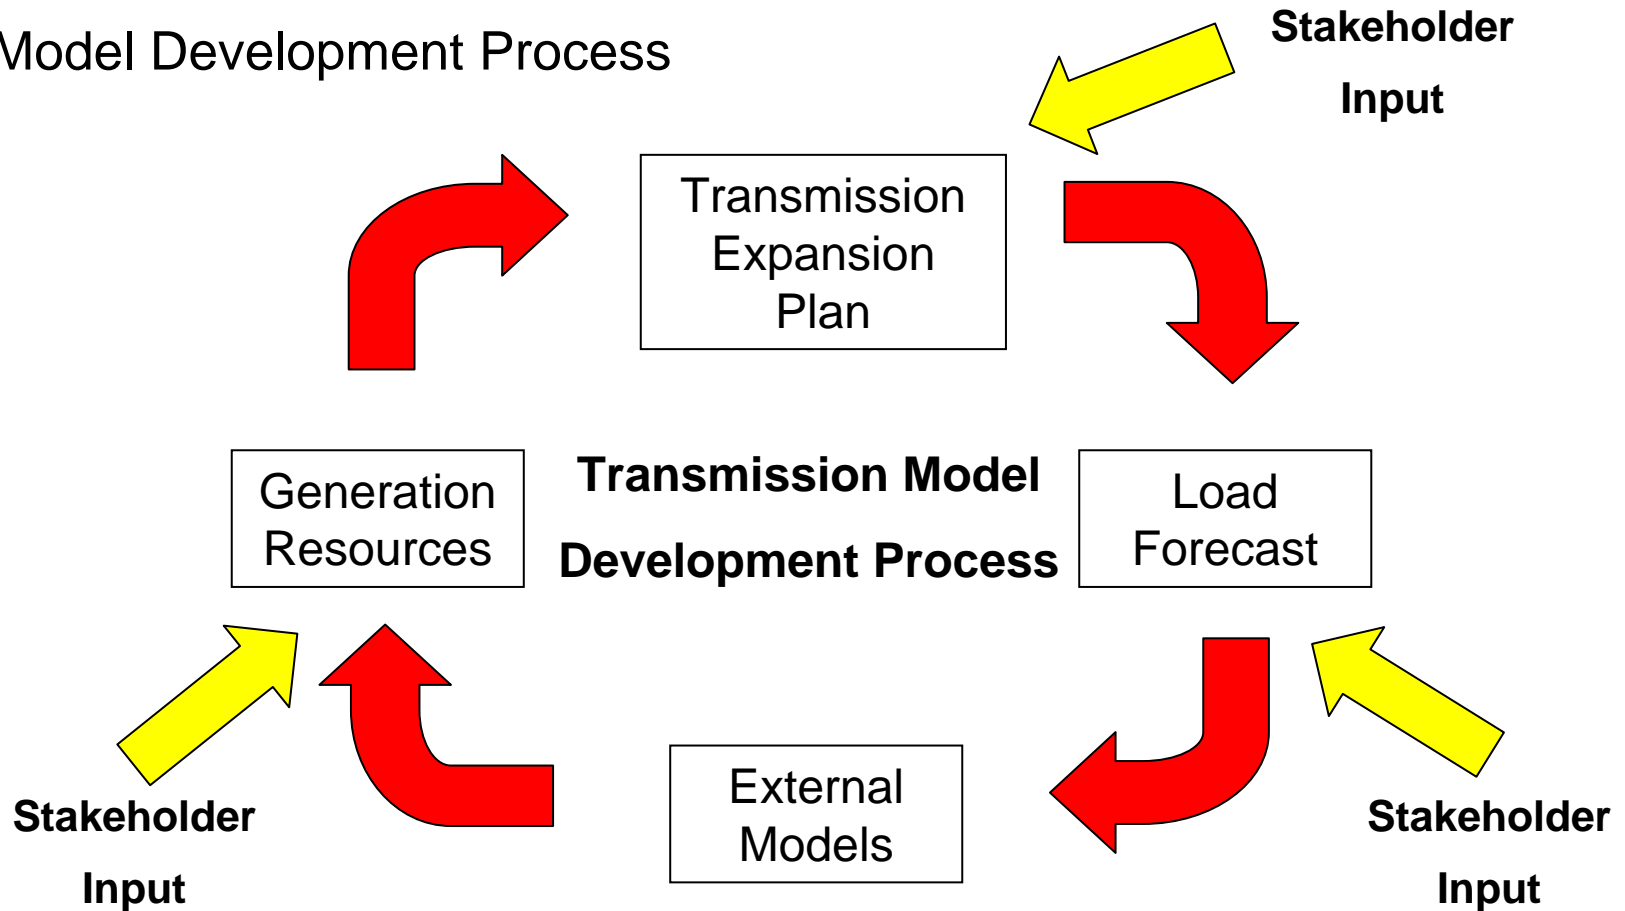 Model Development Process
Stakeholder
Input
Transmission
Expansion
Plan
Generation
Resources
Transmission Model
Development Process
Load
Forecast
External
Models
Stakeholder
Input
Stakeholder
Input